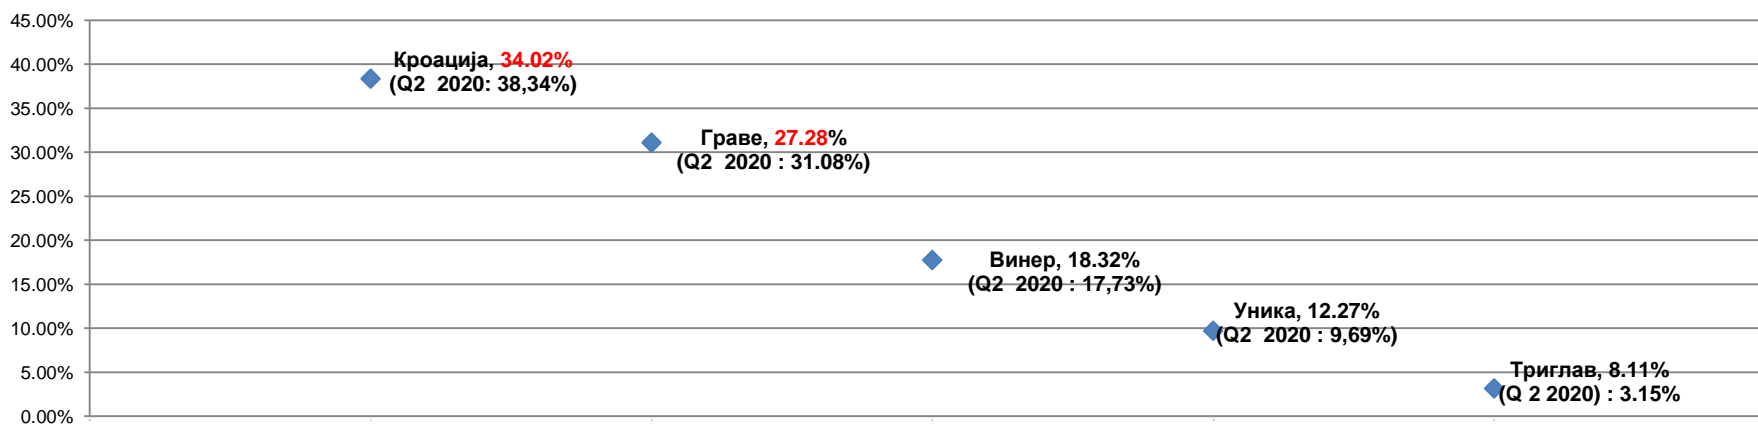 45.00%
40.00%
35.00%
30.00%
25.00%
20.00%
15.00%
10.00%
5.00%
0.00%
Кроација, 34.02%
(Q2 2020: 38,34%)
Граве, 27.28%
(Q2 2020 : 31.08%)
Винер, 18.32%
(Q2 2020 : 17,73%)
Уника, 12.27%
(Q2 2020 : 9,69%)
Триглав, 8.11%
(Q 2 2020) : 3.15%